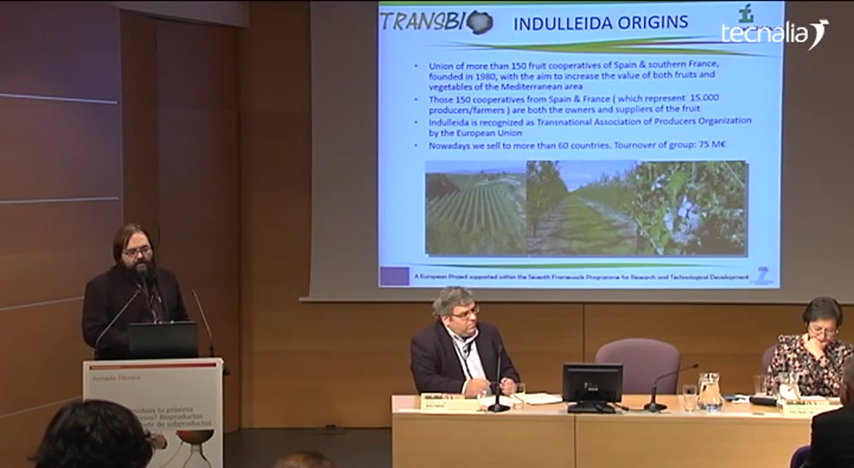 TRANSBIO
INDULLEIDA ORIGINS
tecnalia
• Union of more than 150 fruit cooperatives of Spain & southern France,
founded in 1980, with the aim to increase the value of both fruits and
vegetables of the Mediterranean area
• Those 150 cooperatives from Spain & France ( which represent 15.000
producers/farmers ) are both the owners and suppliers of the fruit
• Indulleida is recognized as Transnational Association of Producers Organization
by the European Union
• Nowadays we sell to more than 60 countries. Tournover of group: 75 M€
A European Project supported within the Seventh Framework Programme for Research and Technological Development
Jornada Técnica
próxima
Bioproductos
de subproductos